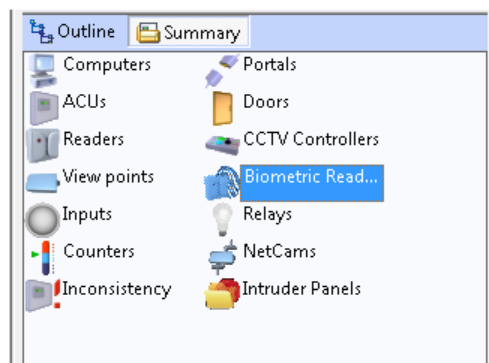 Outline Summary
Computers Portals
ACUs Doors
Readers CCTV Controllers
View points Biometric Read...
Inputs Relays
Counters NetCams
Inconsistency Intruder Panels